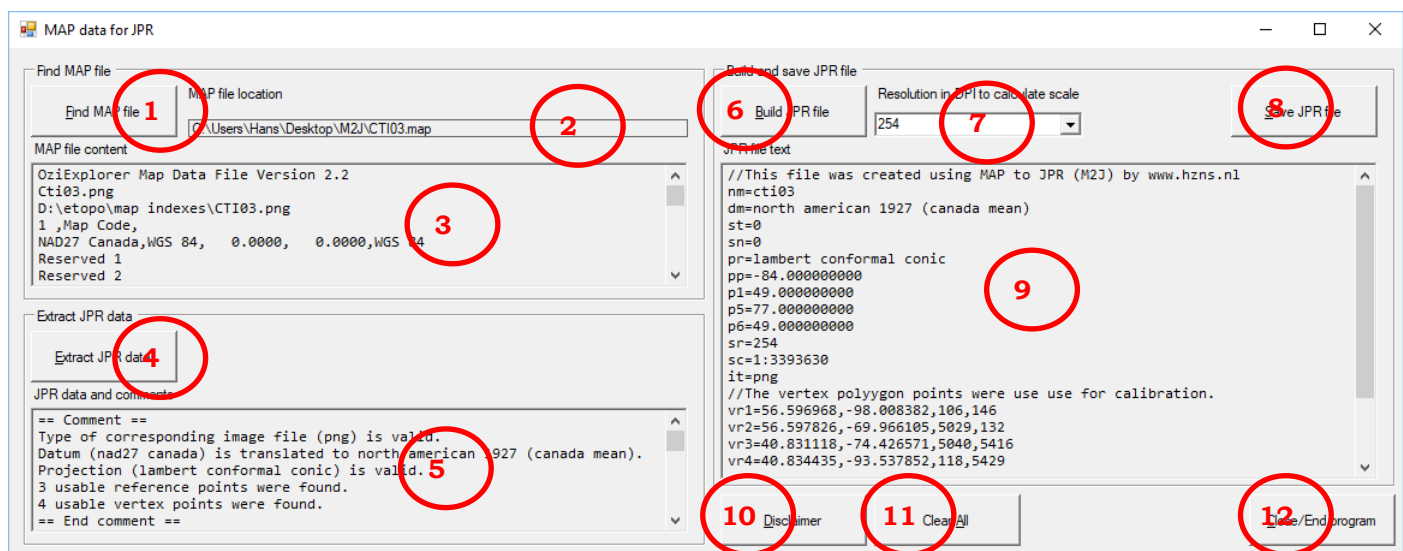 MAP data for JPR
Find MAP file
Find MAP file
1
MAP file location
C:\Users\Hans\Desktop\M2J\CTI03.map
2
MAP file content
OziExplorer Map Data File Version 2.2
Cti03.png
D:\etopo\map indexes\CTI03.png
1 ,Map Code,
NAD27 Canada,WGS 84,   0.0000,   0.0000,WGS 84
Reserved 1
Reserved 2
3
Extract JPR data
Extract JPR data
4
JPR data and comments
== Comment ==
Type of corresponding image file (png) is valid.
Datum (nad27 canada) is translated to north american 1927 (canada mean).
Projection (lambert conformal conic) is valid.
3 usable reference points were found.
4 usable vertex points were found.
== End comment ==
5
Build and save JPR file
6
Build JPR file
Resolution in DPI to calculate scale
254
7
8
Save JPR file
JPR file text
//This file was created using MAP to JPR (M2J) by www.hzns.nl
nm=cti03
dm=north american 1927 (canada mean)
st=0
sn=0
pr=lambert conformal conic
pp=-84.000000000
p1=49.000000000
p5=77.000000000
p6=49.000000000
sr=254
sc=1:3393630
it=png
//The vertex polyygon points were use use for calibration.
vr1=56.596968,-98.008382,106,146
vr2=56.597826,-69.966105,5029,132
vr3=40.831118,-74.426571,5040,5416
vr4=40.834435,-93.537852,118,5429
9
10
Disclaimer
11
Clear All
12
Close/End program